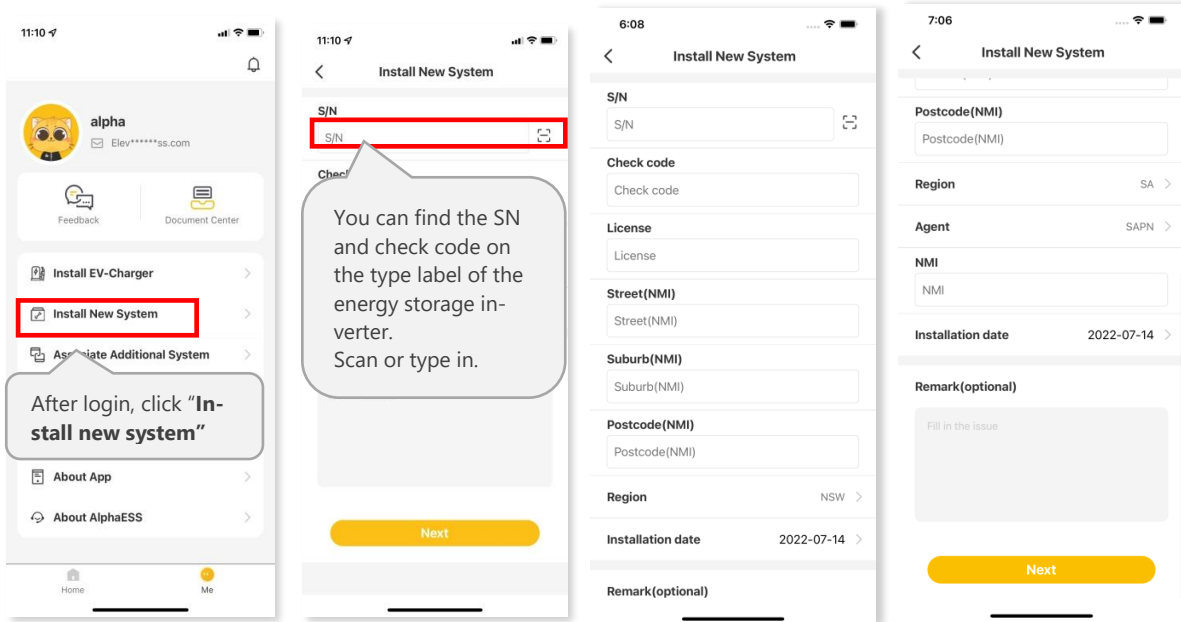 11:10
alpha
Elev******ss.com
Feedback
Document Center
Install EV-Charger
Install New System
Associate Additional System
After login, click “In-
stall new system”
About App
About AlphaESS
Home
Me
11:10
Install New System
S/N
S/N
Chec
You can find the SN
and check code on
the type label of the
energy storage in-
verter.
Scan or type in.
Next
6:08
Install New System
S/N
S/N
Check code
Check code
License
License
Street(NMI)
Street(NMI)
Suburb(NMI)
Suburb(NMI)
Postcode(NMI)
Postcode(NMI)
Region NSW
Installation date 2022-07-14
Remark(optional)
7:06
Install New System
Postcode(NMI)
Postcode(NMI)
Region SA
Agent SAPN
NMI
NMI
Installation date 2022-07-14
Remark(optional)
Fill in the issue
Next